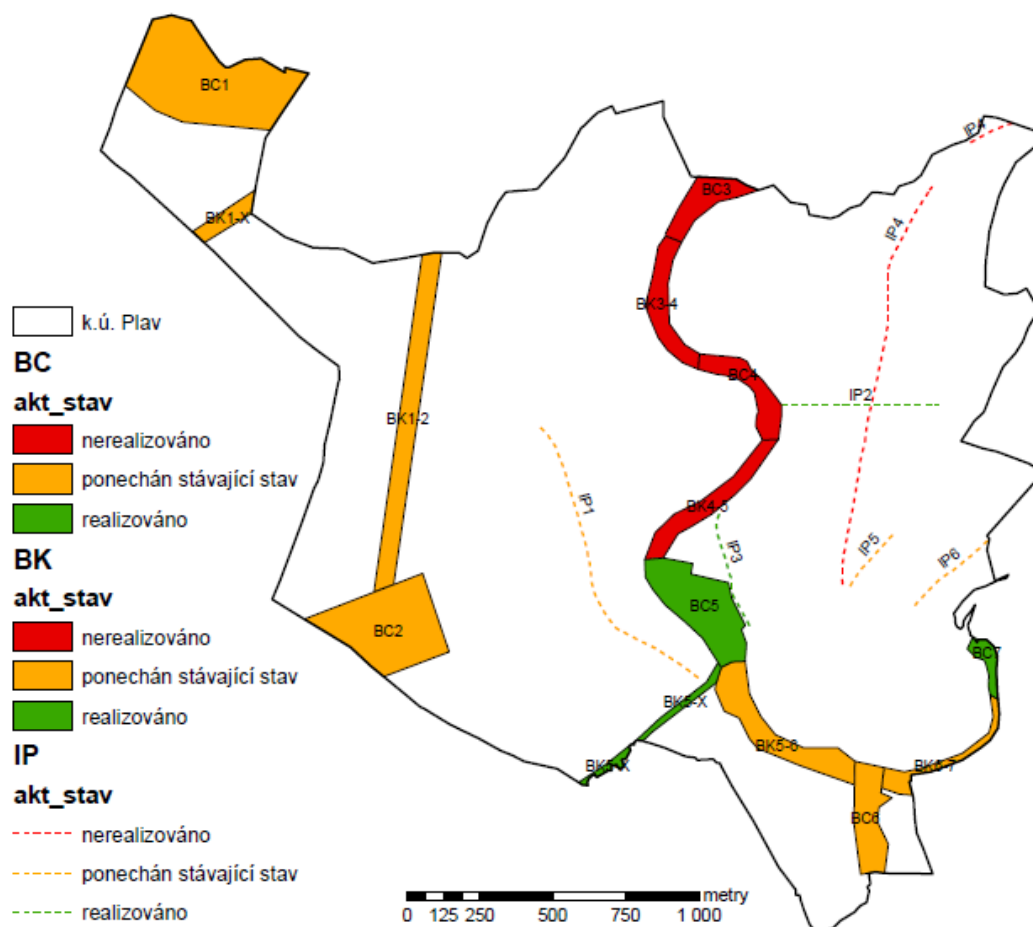 BC1
BK1-X
BC3
IP4
IP4
BK3-4
BC4
IP2
BK1-2
IP1
BK4-5
IP3
IP5
IP6
BC5
BC2
BC7
BK5-X
BK5-X
BK5-6
BK6-7
BC6
k.ú. Plav
BC
akt_stav
nerealizováno
ponechán stávající stav
realizováno
BK
akt_stav
nerealizováno
ponechán stávající stav
realizováno
IP
akt_stav
nerealizováno
ponechán stávající stav
realizováno
metry
0 125 250 500 750 1 000